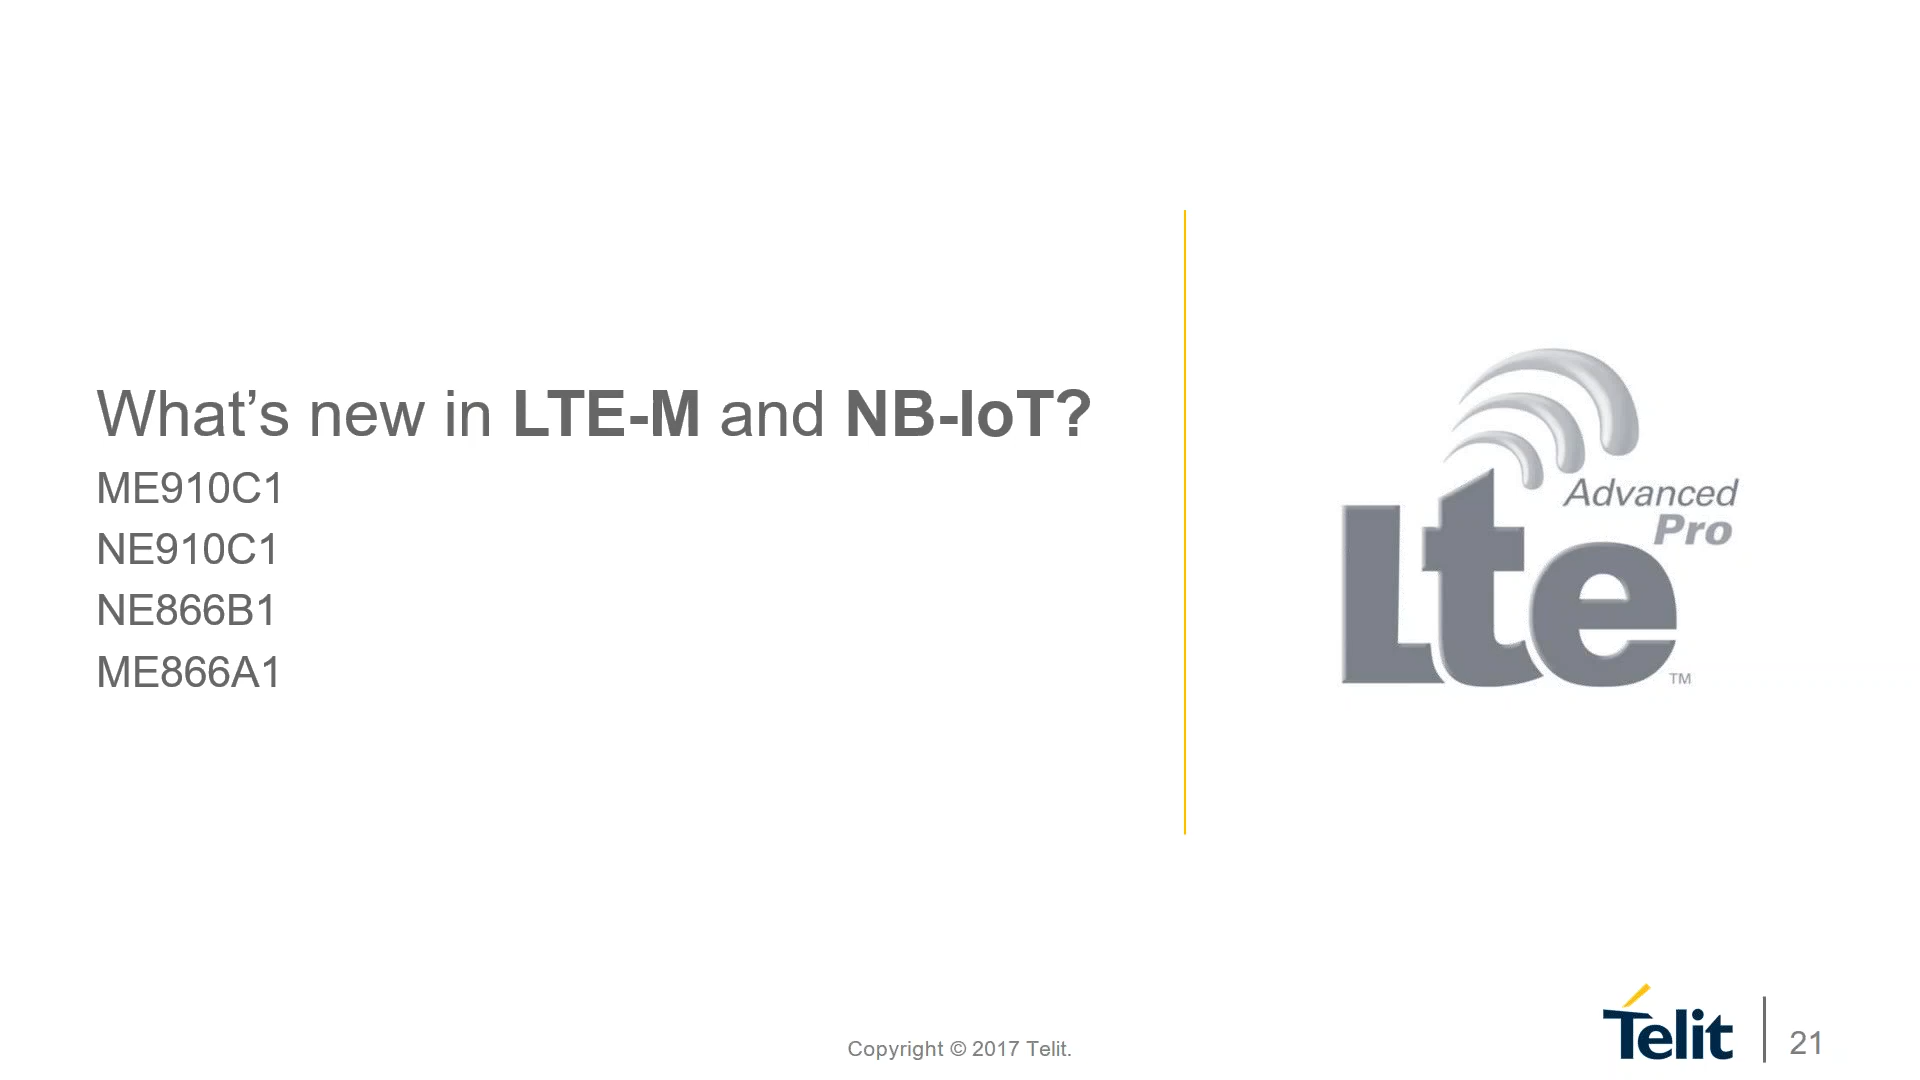 What’s new in LTE-M and NB-IoT?
ME910C1
NE910C1
NE866B1
ME866A1
Advanced
Pro
Lte
TM
Copyright © 2017 Telit.
Telit
21